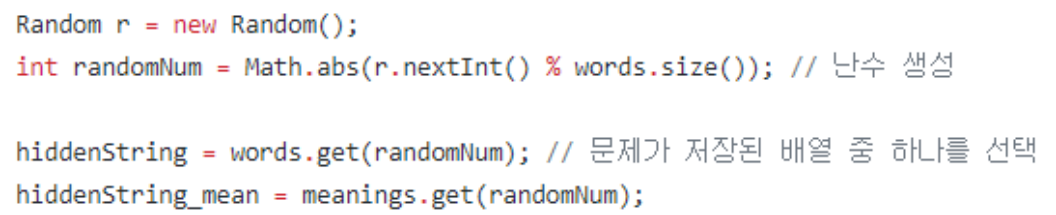 Random r = new Random();
int randomNum = Math.abs(r.nextInt() % words.size()); // 난수 생성
hiddenString = words.get(randomNum); // 문제가 저장된 배열 중 하나를 선택
hiddenString_mean = meanings.get(randomNum);